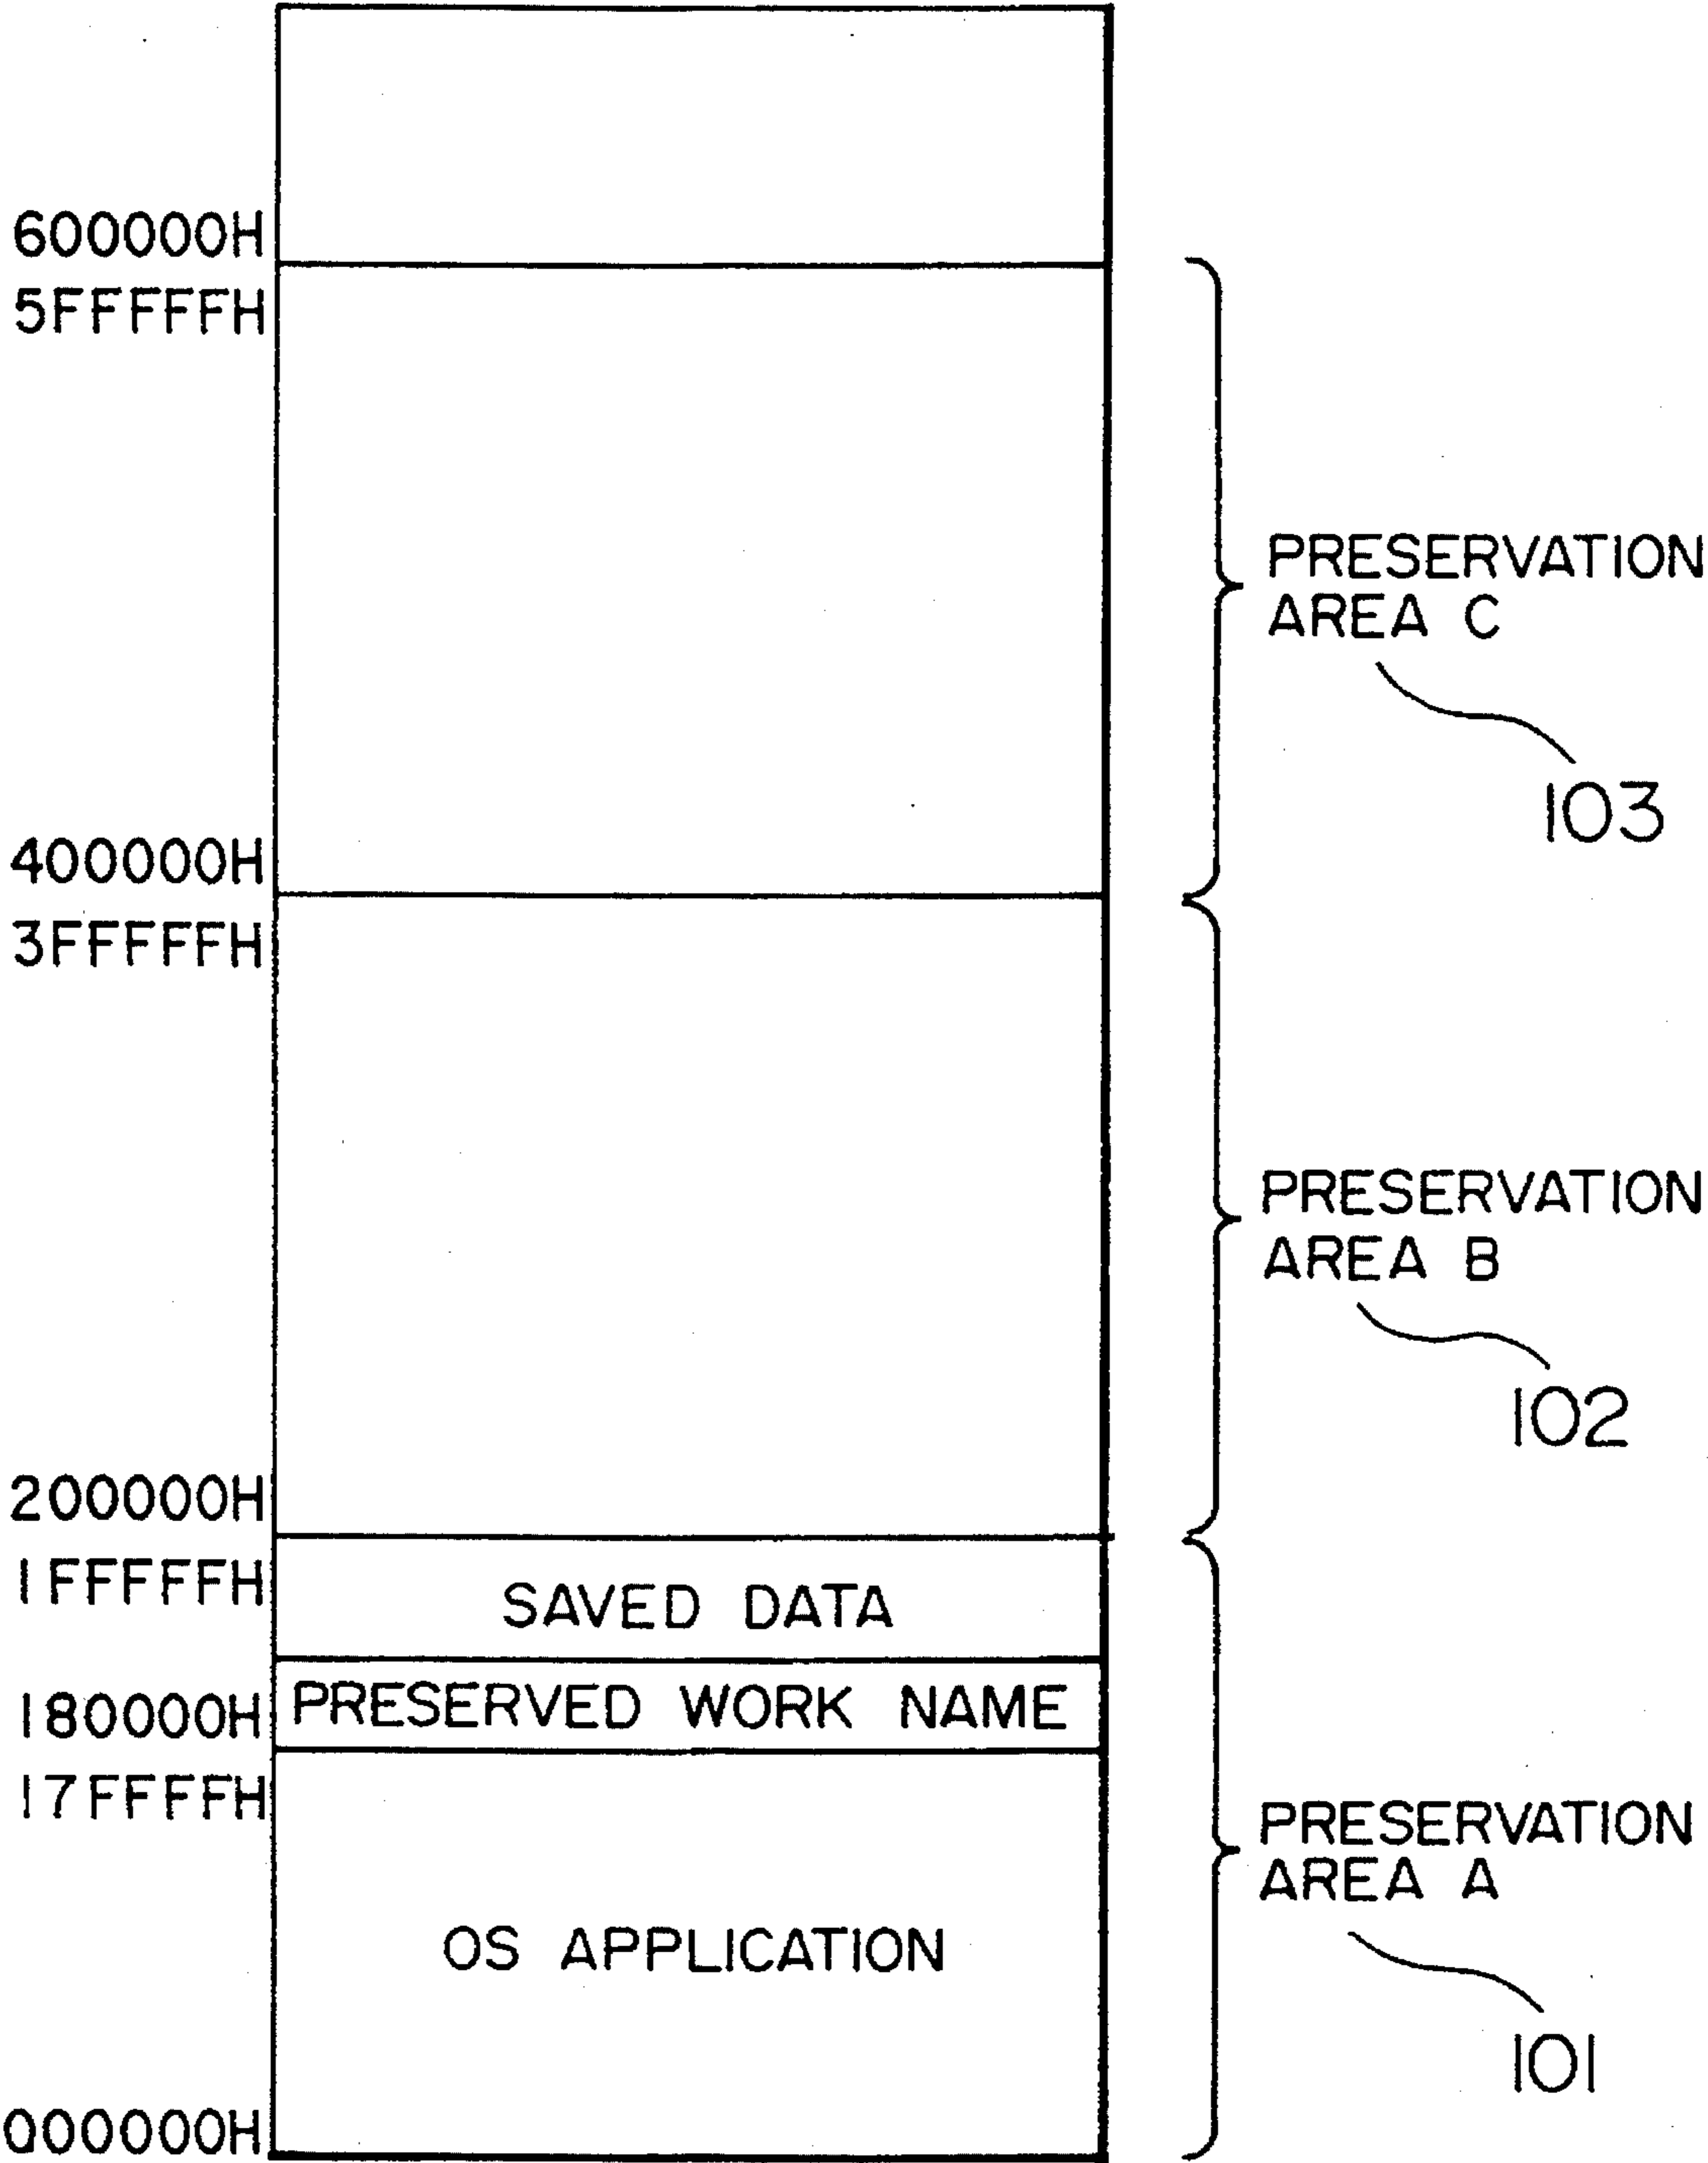 600000H
5FFFFFH
PRESERVATION
AREA C
103
400000H
3FFFFFH
PRESERVATION
AREA B
102
200000H
1FFFFFH
SAVED DATA
180000H
PRESERVED WORK NAME
17FFFFH
PRESERVATION
AREA A
OS APPLICATION
101
000000H